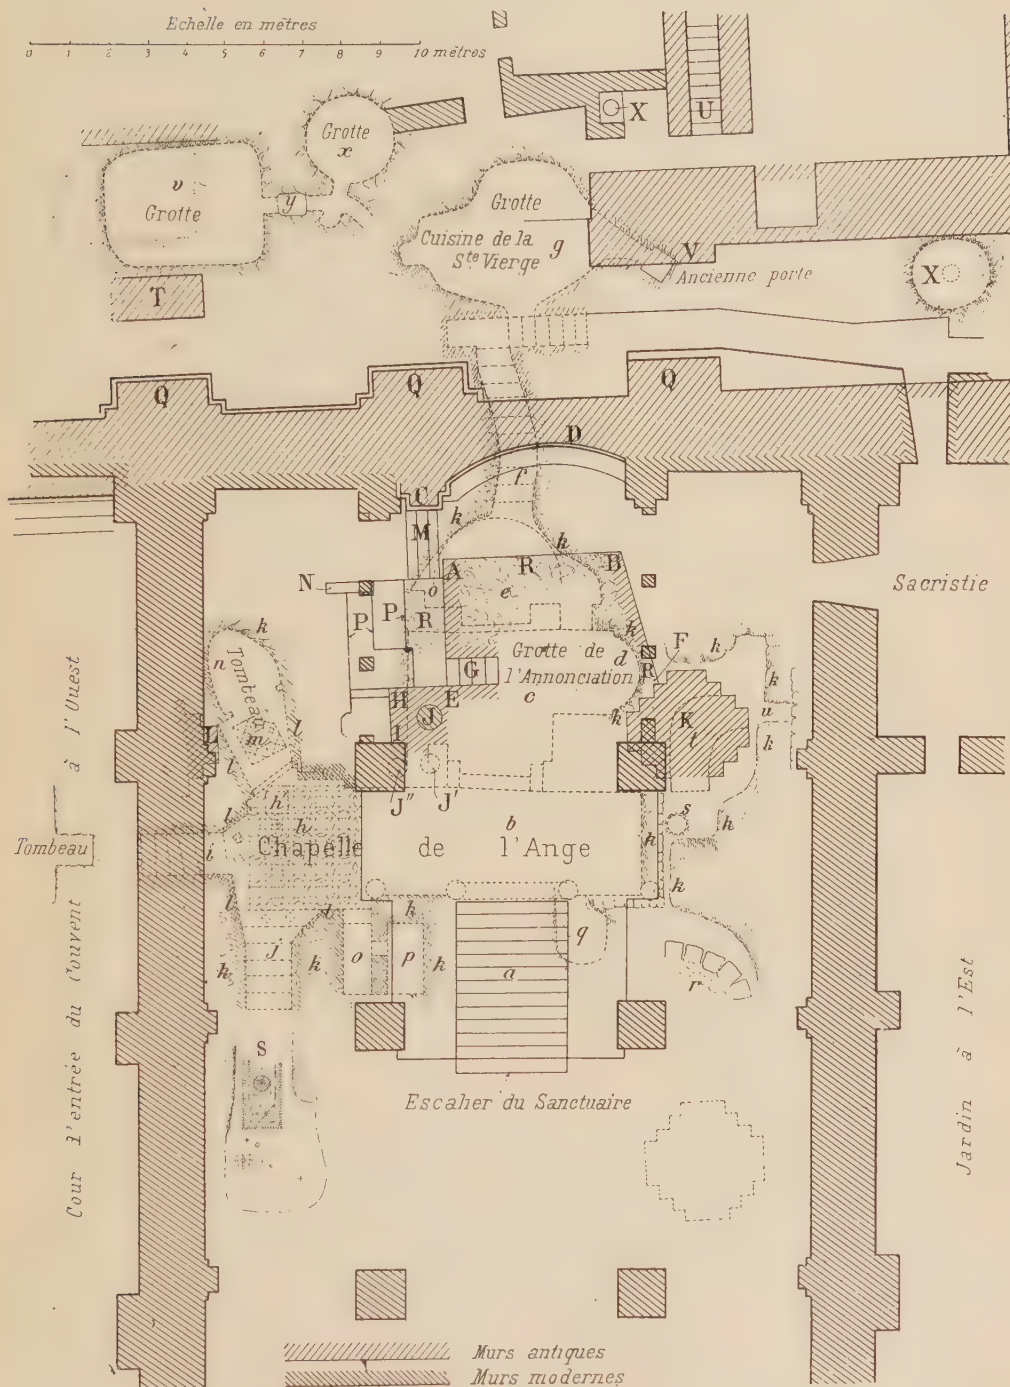 Echelle en mètres
0 1 2 3 4 5 6 7 8 9 10 mètres
X
U
Grotte
x
v
Grotte
y
Grotte
Cuisine de la
Ste Vierge
g
V
Ancienne porte
X
T
Q
Q
Q
D
C
f
M
k
k
A
R
B
N
o
e
P
P
R
Sacristie
k
n
k
Tombeau
Grotte de
l'Annonciation
d
k
F
R
k
k
G
c
H
E
I
J
k
K
t
u
k
L
m
l
l
J"
J'
h'
l
s
k
Tombeau
i
h
b
k
Chapelle de l'Ange
l
k
k
j
k
o
p
k
a
q
r
k
S
Escalier du Sanctuaire
Cour d'entrée du Couvent à l'Ouest
Jardin à l'Est
Murs antiques
Murs modernes